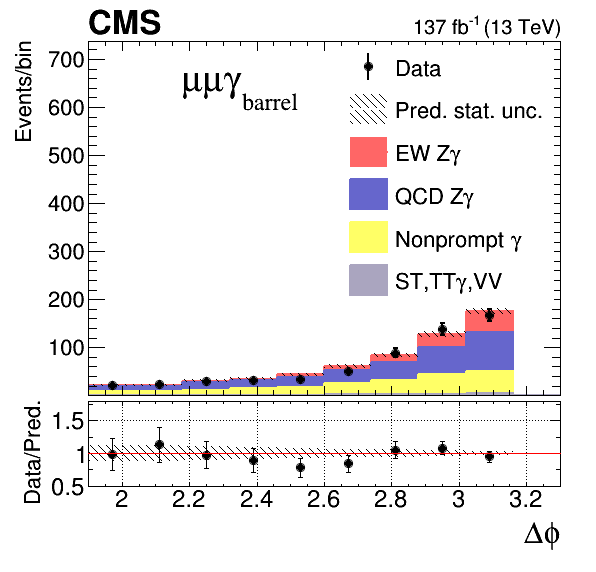 CMS
137 fb⁻¹ (13 TeV)
Events/bin
700
600
500
400
300
200
100
μμγ barrel
Data
Pred. stat. unc.
EW Zγ
QCD Zγ
Nonprompt γ
ST,TTγ,VV
Data/Pred.
1.5
1
0.5
2 2.2 2.4 2.6 2.8 3 3.2
Δϕ